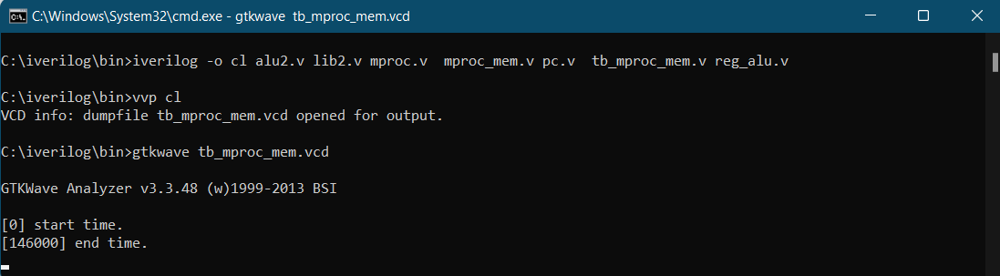 C:\Windows\System32\cmd.exe - gtkwave  tb_mproc_mem.vcd
C:\iverilog\bin>iverilog -o cl alu2.v lib2.v mproc.v  mproc_mem.v pc.v  tb_mproc_mem.v reg_alu.v
C:\iverilog\bin>vvp cl
VCD info: dumpfile tb_mproc_mem.vcd opened for output.
C:\iverilog\bin>gtkwave tb_mproc_mem.vcd
GTKWave Analyzer v3.3.48 (w)1999-2013 BSI
[0] start time.
[146000] end time.